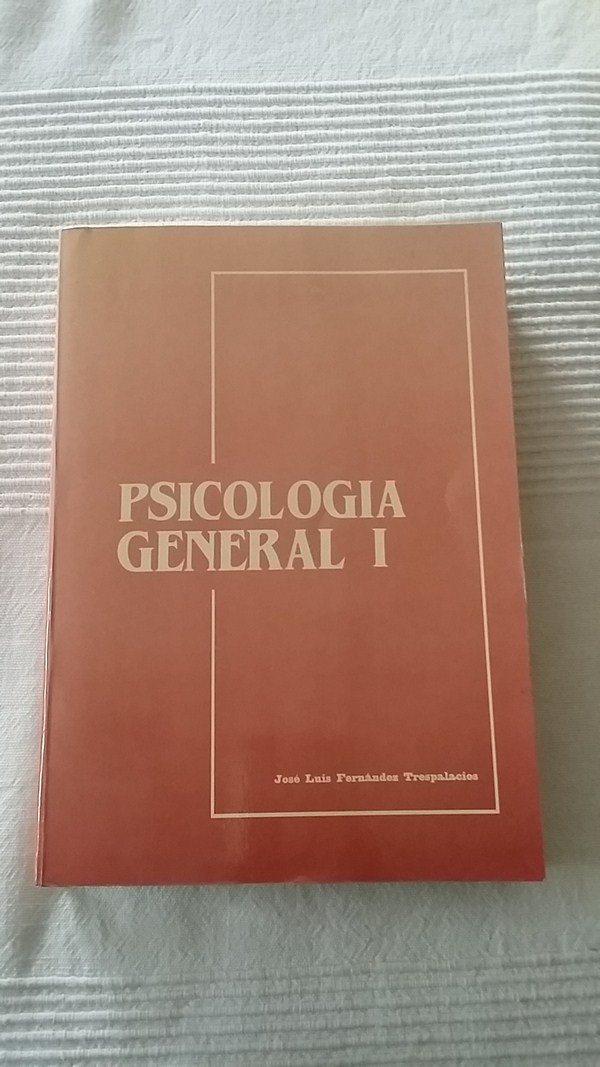 PSICOLOGIA
GENERAL I
José Luis Fernández Trespalacios